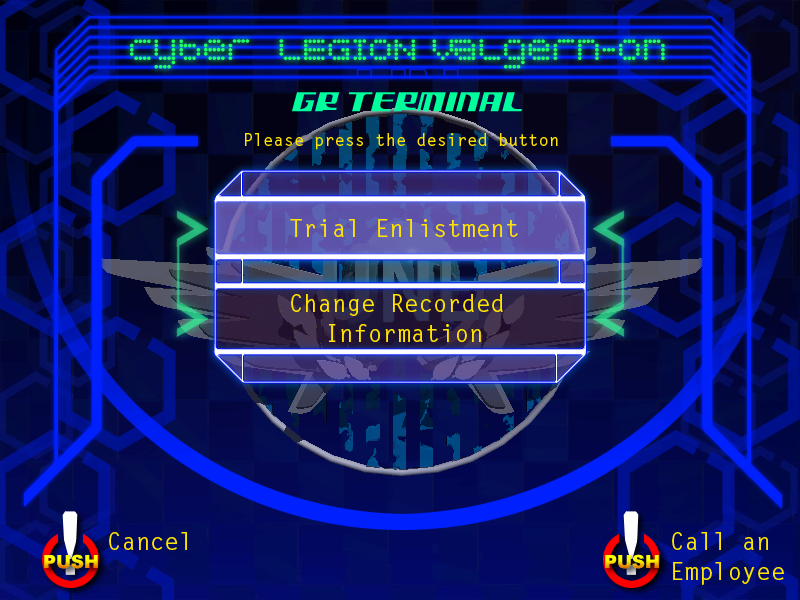 cyber LEGION valgern-on
GR TERMINAL
Please press the desired button
Trial Enlistment
Change Recorded
Information
PUSH Cancel
PUSH Call an
Employee